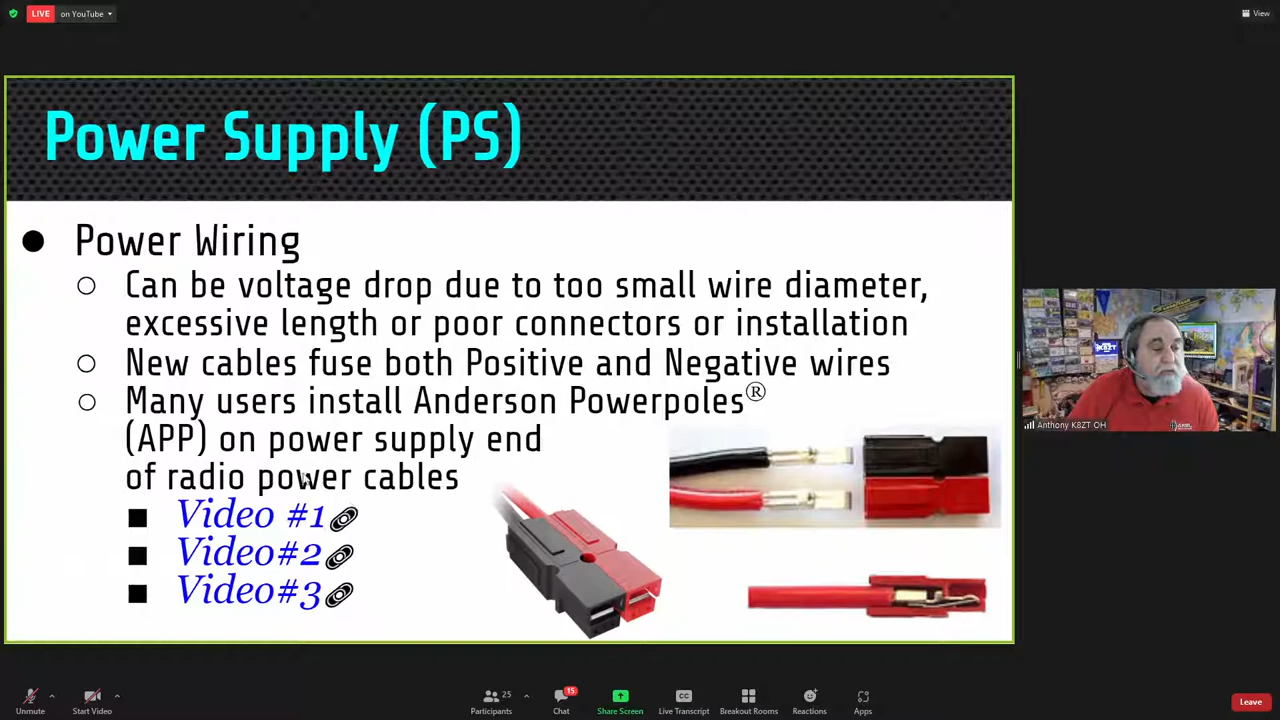 LIVE on YouTube
View
Power Supply (PS)
Power Wiring
Can be voltage drop due to too small wire diameter,
excessive length or poor connectors or installation
New cables fuse both Positive and Negative wires
Many users install Anderson Powerpoles®
(APP) on power supply end
of radio power cables
Video #1
Video#2
Video#3
K8ZT
Anthony K8ZT OH
Unmute
Start Video
25
Participants
15
Chat
Share Screen
CC
Live Transcript
Breakout Rooms
Reactions
Apps
Leave